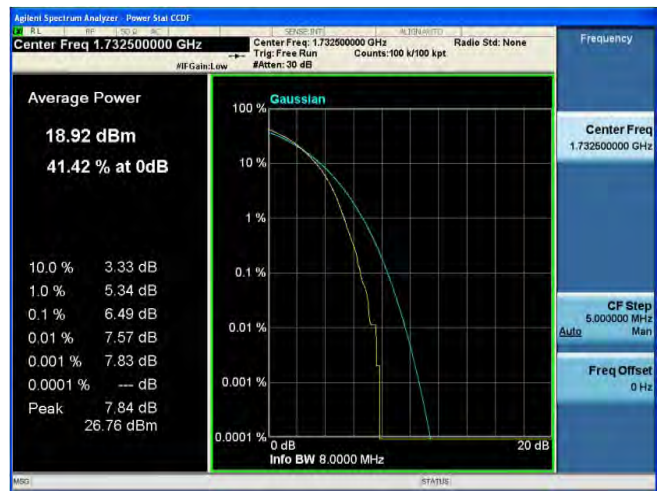 Agilent Spectrum Analyzer - Power Stat CCDF
RL RF 50 Ω AC SENSE:INT ALIGN AUTO
Center Freq 1.732500000 GHz
Center Freq: 1.732500000 GHz Radio Std: None
Trig: Free Run Counts:100 k/100 kpt
#IFGain:Low #Atten: 30 dB
Frequency
Average Power
18.92 dBm
41.42 % at 0dB
10.0 % 3.33 dB
1.0 % 5.34 dB
0.1 % 6.49 dB
0.01 % 7.57 dB
0.001 % 7.83 dB
0.0001 % --- dB
Peak 7.84 dB
26.76 dBm
Gaussian
100 %
10 %
1 %
0.1 %
0.01 %
0.001 %
0.0001 %
0 dB 20 dB
Info BW 8.0000 MHz
Center Freq
1.732500000 GHz
CF Step
5.000000 MHz
Auto Man
Freq Offset
0 Hz
MSG STATUS